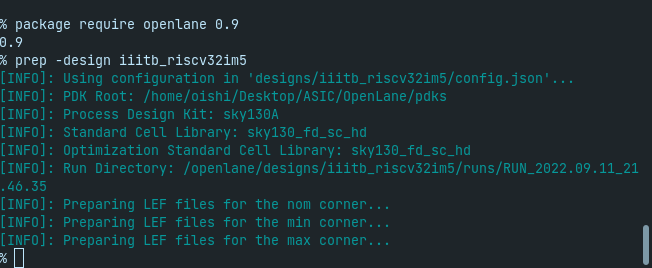 % package require openlane 0.9
0.9
% prep -design iiitb_riscv32im5
[INFO]: Using configuration in 'designs/iiitb_riscv32im5/config.json'...
[INFO]: PDK Root: /home/oishi/Desktop/ASIC/OpenLane/pdks
[INFO]: Process Design Kit: sky130A
[INFO]: Standard Cell Library: sky130_fd_sc_hd
[INFO]: Optimization Standard Cell Library: sky130_fd_sc_hd
[INFO]: Run Directory: /openlane/designs/iiitb_riscv32im5/runs/RUN_2022.09.11_21
.46.35
[INFO]: Preparing LEF files for the nom corner...
[INFO]: Preparing LEF files for the min corner...
[INFO]: Preparing LEF files for the max corner...
%